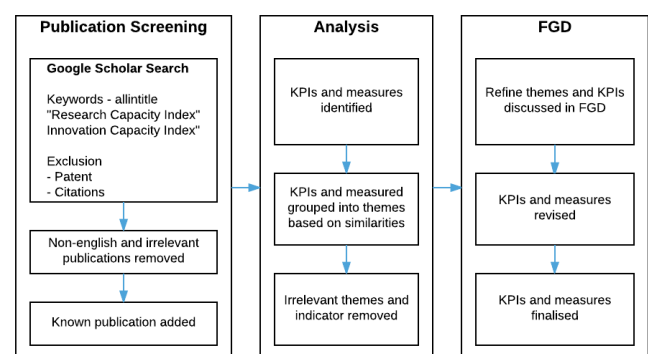 Publication Screening
Google Scholar Search
Keywords - allintitle
"Research Capacity Index"
Innovation Capacity Index"
Exclusion
- Patent
- Citations
Non-english and irrelevant
publications removed
Known publication added
Analysis
KPIs and measures
identified
KPIs and measured
grouped into themes
based on similarities
Irrelevant themes and
indicator removed
FGD
Refine themes and KPIs
discussed in FGD
KPIs and measures
revised
KPIs and measures
finalised